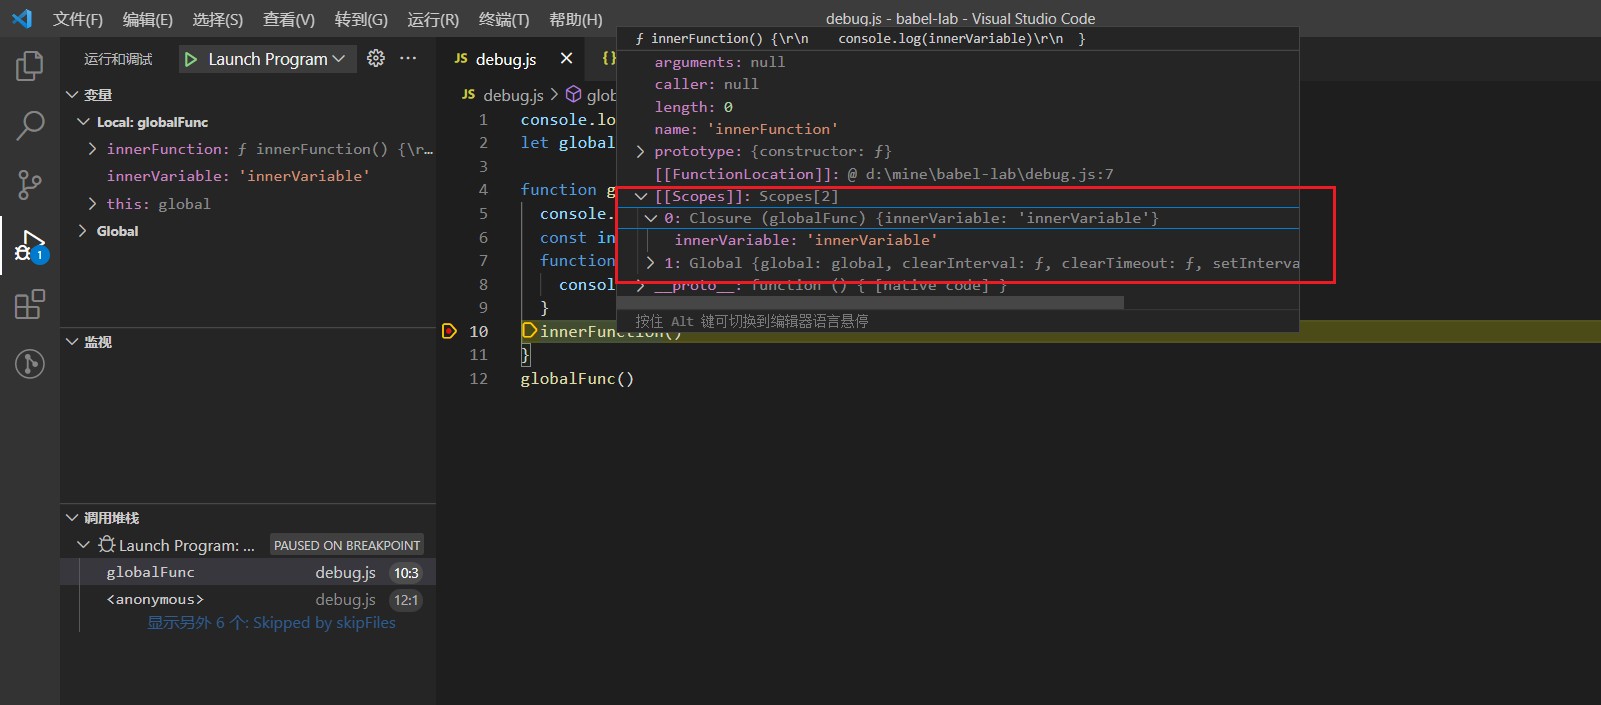 文件(F) 编辑(E) 选择(S) 查看(V) 转到(G) 运行(R) 终端(T) 帮助(H) debug.js - babel-lab - Visual Studio Code
运行和调试 Launch Program ···
JS debug.js × {}
JS debug.js > glob
变量
Local: globalFunc
innerFunction: ƒ innerFunction() {\r…
innerVariable: 'innerVariable'
this: global
Global
监视
调用堆栈
Launch Program: ... PAUSED ON BREAKPOINT
globalFunc debug.js 10:3
<anonymous> debug.js 12:1
显示另外 6 个: Skipped by skipFiles
1
1 console.lo
2 let global
3
4 function g
5 console.
6 const in
7 function
8 consol
9 }
10 innerFunction()
11 }
12 globalFunc()
ƒ innerFunction() {\r\n    console.log(innerVariable)\r\n  }
arguments: null
caller: null
length: 0
name: 'innerFunction'
prototype: {constructor: ƒ}
[[FunctionLocation]]: @ d:\mine\babel-lab\debug.js:7
[[Scopes]]: Scopes[2]
0: Closure (globalFunc) {innerVariable: 'innerVariable'}
innerVariable: 'innerVariable'
1: Global {global: global, clearInterval: ƒ, clearTimeout: ƒ, setInterva
__proto__: function () { [native code] }
按住 Alt 键可切换到编辑器语言悬停